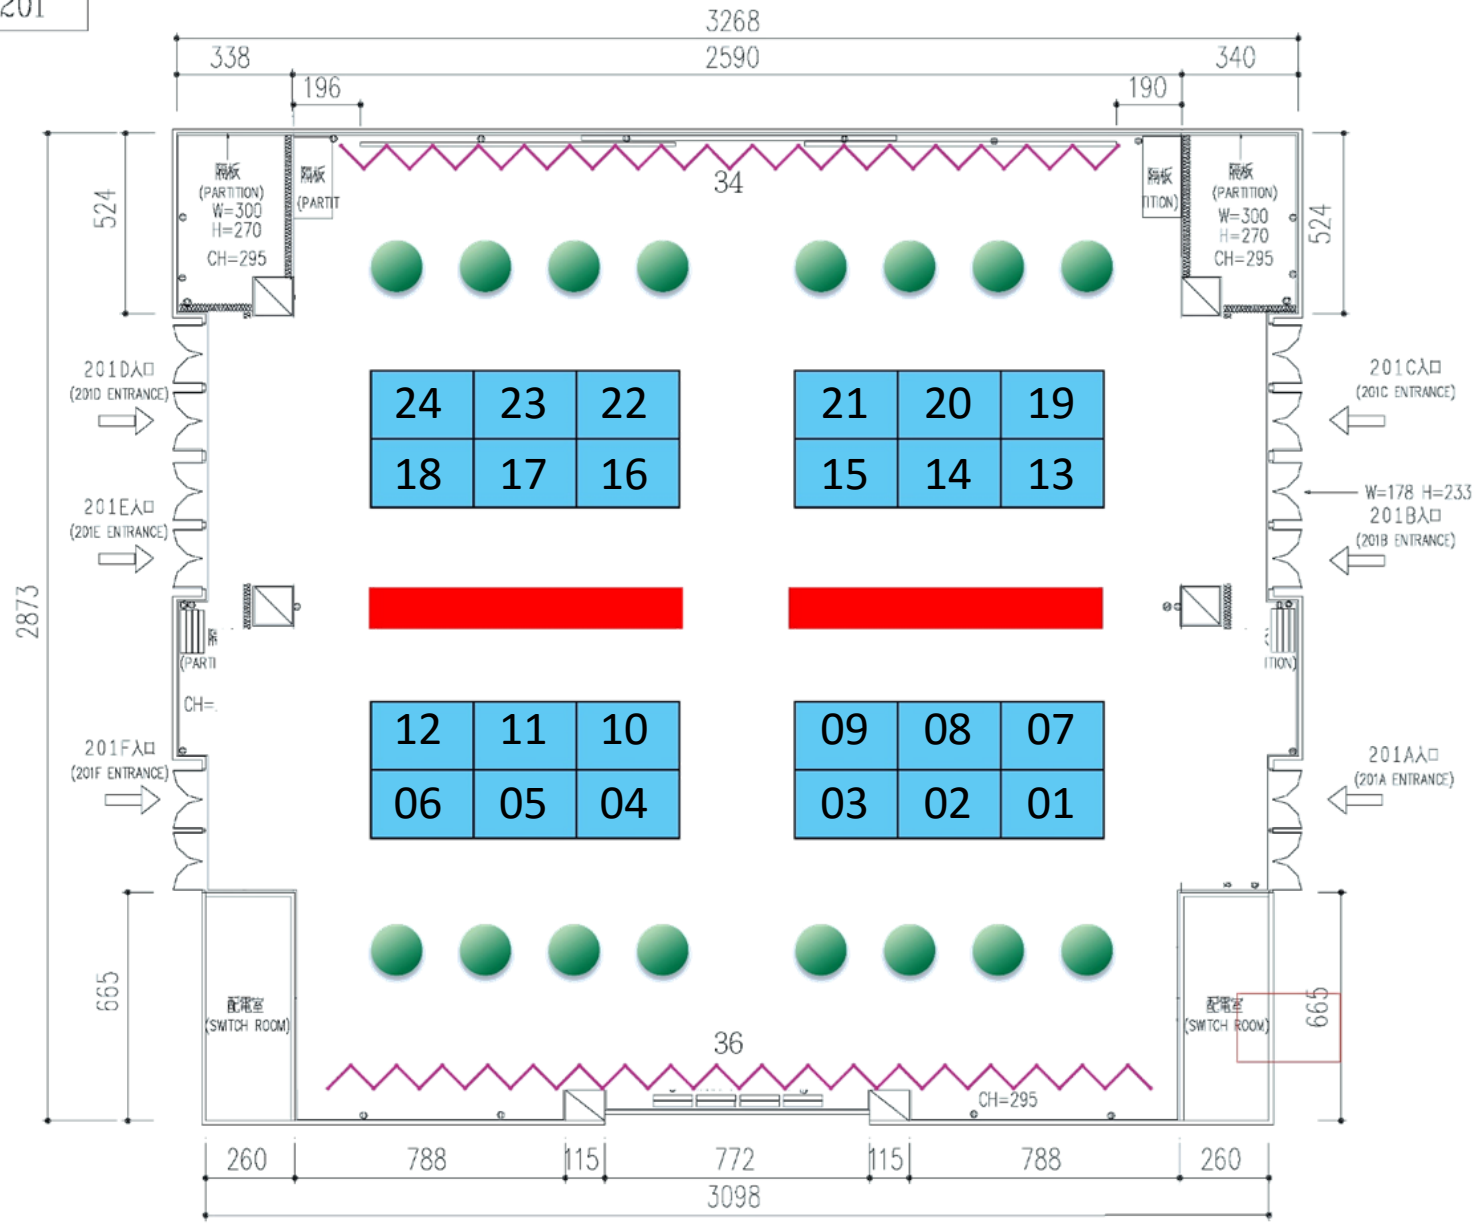 201
3268
338
2590
340
196
190
隔板
(PARTITION)
W=300
H=270
CH=295
隔板
(PARTIT
34
隔板
ITION)
隔板
(PARTITION)
W=300
H=270
CH=295
524
524
201D入口
(201D ENTRANCE)
24 23 22
21 20 19
201C入口
(201C ENTRANCE)
18 17 16
15 14 13
201E入口
(201E ENTRANCE)
W=178 H=233
201B入口
(201B ENTRANCE)
2873
(PARTI
CH=
ITION)
12 11 10
09 08 07
201F入口
(201F ENTRANCE)
06 05 04
03 02 01
201A入口
(201A ENTRANCE)
665
配電室
(SWITCH ROOM)
配電室
(SWITCH ROOM)
665
36
CH=295
260
788
115
772
115
788
260
3098